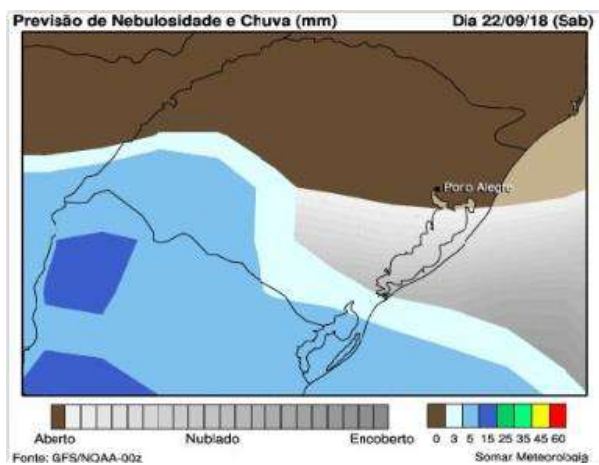 Previsão de Nebulosidade e Chuva (mm) Dia 22/09/18 (Sab)
Poro Alegre
Aberto Nublado Encoberto
0 3 5 15 25 35 45 60
Fonte: GFS/NOAA-00z Somar Meteorologia